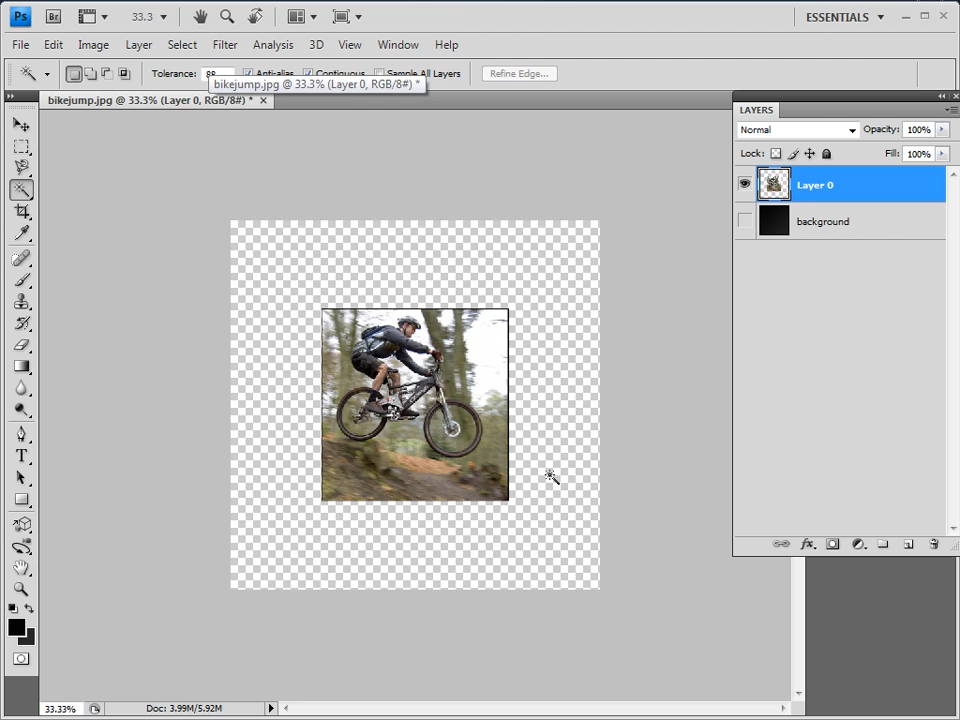 Ps Br 33.3 ESSENTIALS
File Edit Image Layer Select Filter Analysis 3D View Window Help
Tolerance: 88 Anti-alias Contiguous Sample All Layers Refine Edge...
bikejump.jpg @ 33.3% (Layer 0, RGB/8#) *
bikejump.jpg @ 33.3% (Layer 0, RGB/8#) *
LAYERS
Normal Opacity: 100%
Lock: Fill: 100%
Layer 0
background
T
fx
33.33% Doc: 3.99M/5.92M